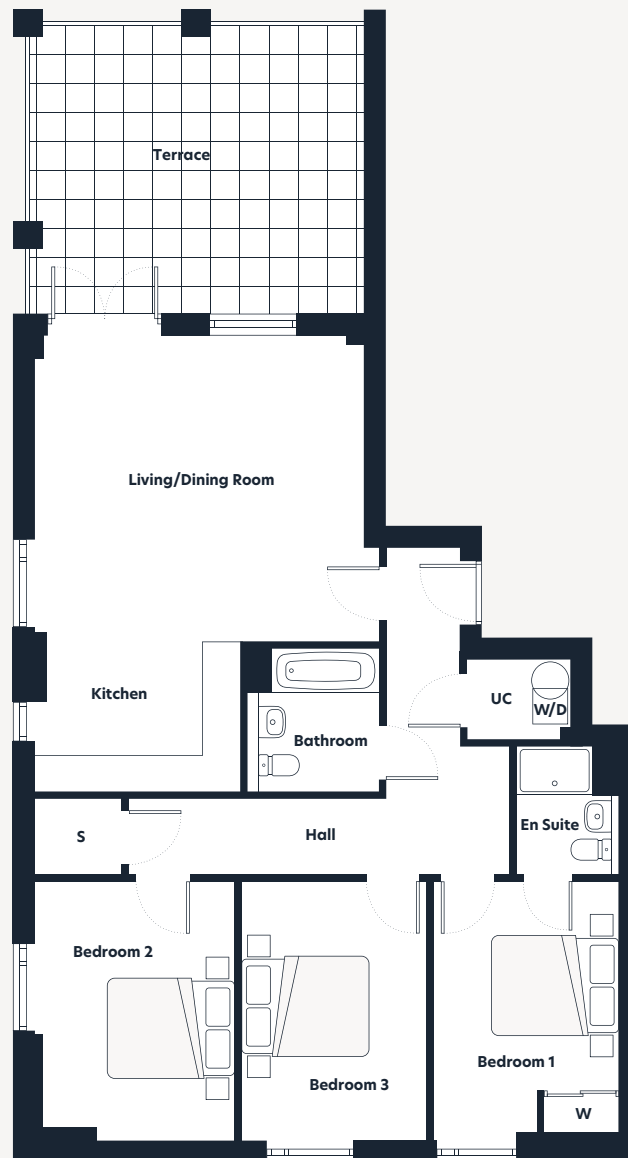 Terrace
Living/Dining Room
Kitchen
UC
W/D
Bathroom
En Suite
S
Hall
Bedroom 2
Bedroom 1
Bedroom 3
W